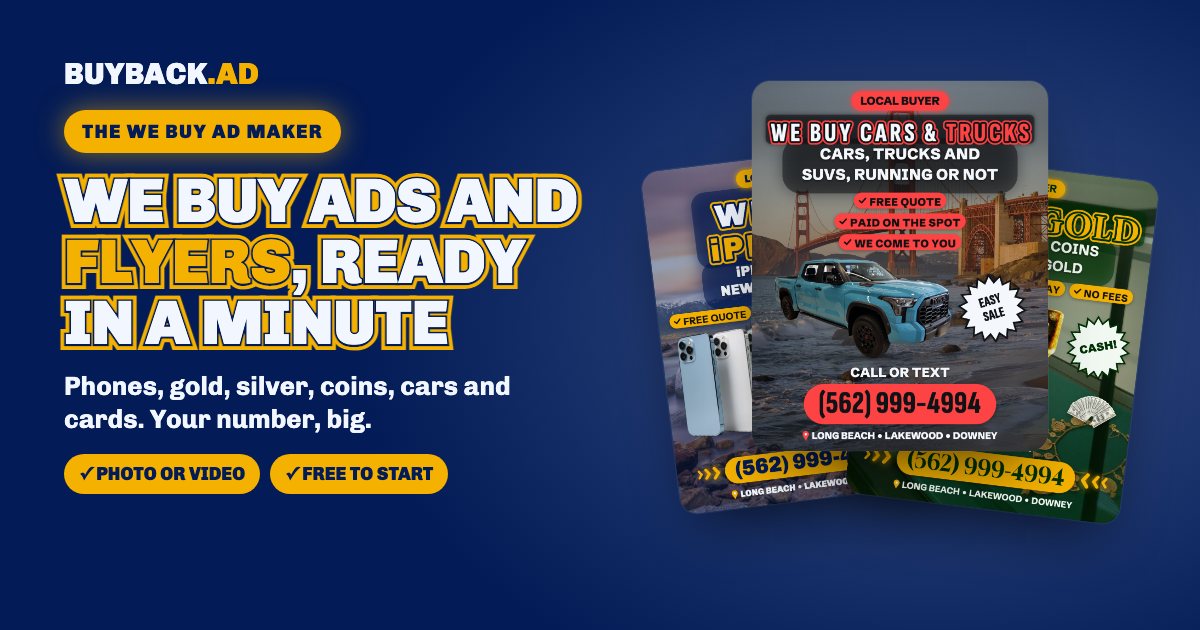 BUYBACK.AD
THE WE BUY AD MAKER
WE BUY ADS AND
FLYERS, READY
IN A MINUTE
Phones, gold, silver, coins, cars and
cards. Your number, big.
✓PHOTO OR VIDEO
✓FREE TO START
LOCAL BUYER
WE BUY CARS & TRUCKS
CARS, TRUCKS AND
SUVS, RUNNING OR NOT
✓ FREE QUOTE
✓ PAID ON THE SPOT
✓ WE COME TO YOU
EASY
SALE
CALL OR TEXT
(562) 999-4994
LONG BEACH • LAKEWOOD • DOWNEY
✓ FREE QUOTE
(562) 999-4
LONG BEACH • LAKEWOO
GOLD
COINS
GOLD
✓ NO FEES
CASH!
(562) 999-4994
LONG BEACH • LAKEWOOD • DOWNEY